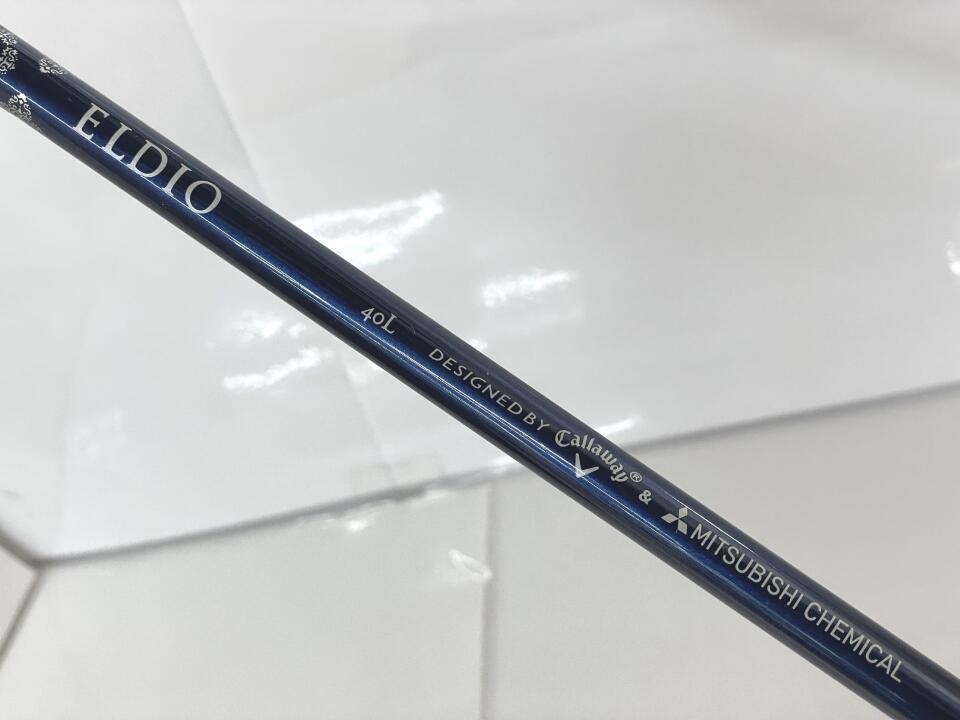 ELDIO
40L
DESIGNED BY Callaway® & MITSUBISHI CHEMICAL